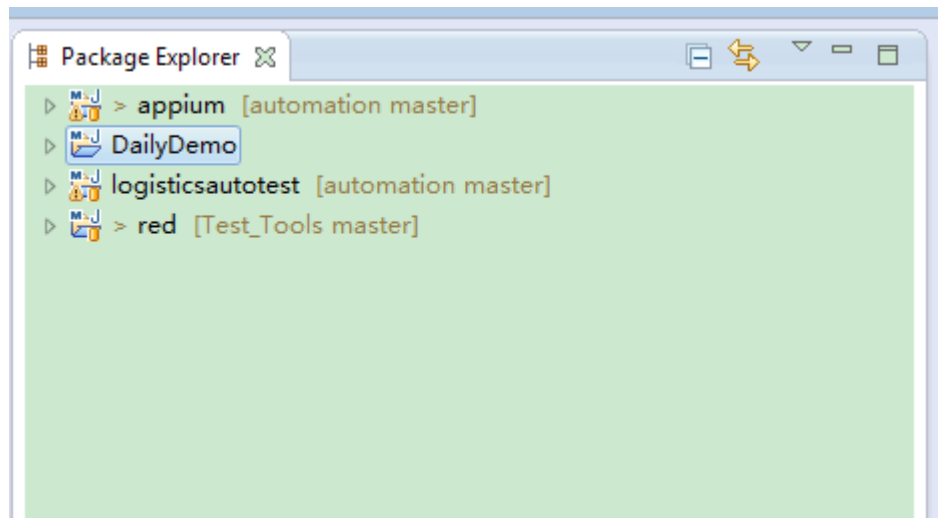 Package Explorer
> appium [automation master]
DailyDemo
logisticsautotest [automation master]
> red [Test_Tools master]